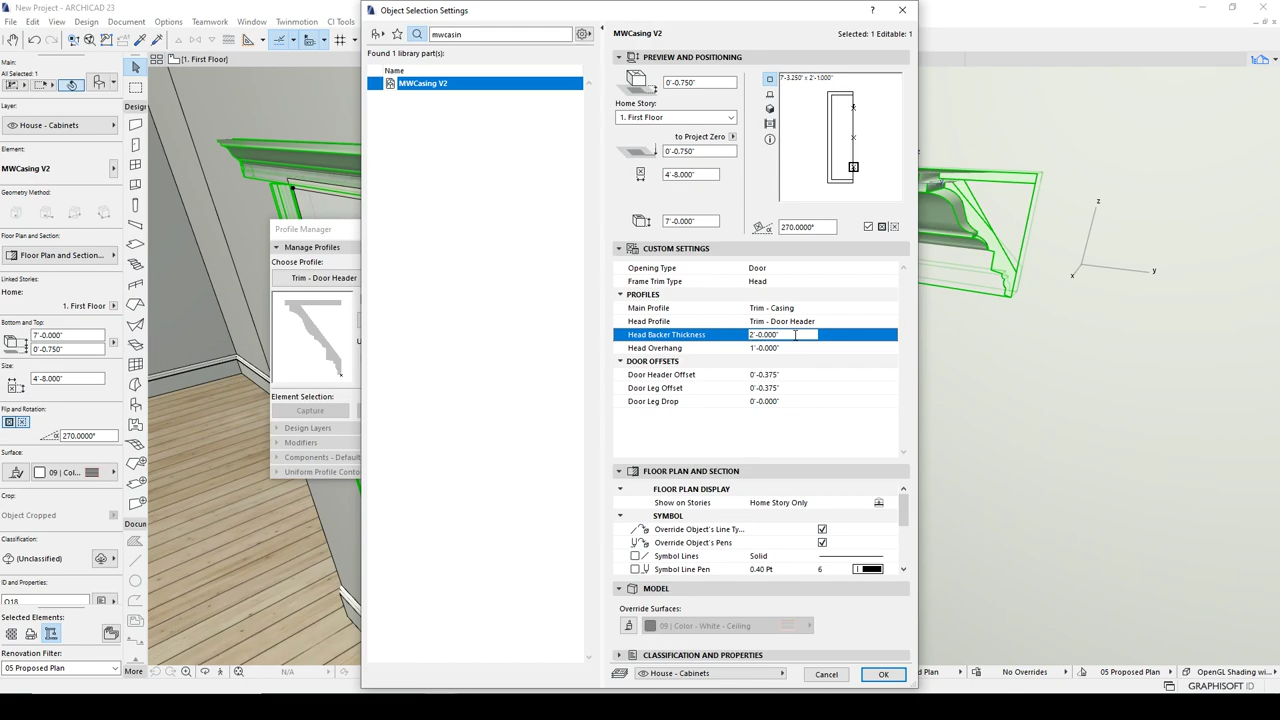 New Project - ARCHICAD 23
File
Edit
View
Design
Document
Options
Teamwork
Window
Twinmotion
CI Tools
Main:
All Selected: 1
Layer:
House - Cabinets
Element:
MWCasing V2
Geometry Method:
Floor Plan and Section:
Floor Plan and Section...
Linked Stories:
Home:
1. First Floor
Bottom and Top:
7'-0.000"
0'-0.750"
Size:
4'-8.000"
Flip and Rotation:
270.0000°
Surface:
09 | Col...
Crop:
Object Cropped
Classification:
(Unclassified)
ID and Properties:
O18
Selected Elements:
Renovation Filter:
05 Proposed Plan
Desig
Docun
More
[1. First Floor]
Profile Manager
Manage Profiles
Choose Profile:
Trim - Door Header
Element Selection:
Capture
Design Layers
Modifiers
Components - Defau
Uniform Profile Conto
N/A
Object Selection Settings
?
mwcasin
Found 1 library part(s):
Name
MWCasing V2
MWCasing V2
Selected: 1 Editable: 1
PREVIEW AND POSITIONING
0'-0.750"
Home Story:
1. First Floor
to Project Zero
0'-0.750"
4'-8.000"
7'-0.000"
7'-3.250" x 2'-1.000"
270.0000°
CUSTOM SETTINGS
Opening Type Door
Frame Trim Type Head
PROFILES
Main Profile Trim - Casing
Head Profile Trim - Door Header
Head Backer Thickness 2'-0.000"
Head Overhang 1'-0.000"
DOOR OFFSETS
Door Header Offset 0'-0.375"
Door Leg Offset 0'-0.375"
Door Leg Drop 0'-0.000"
FLOOR PLAN AND SECTION
FLOOR PLAN DISPLAY
Show on Stories Home Story Only
SYMBOL
Override Object's Line Ty...
Override Object's Pens
Symbol Lines Solid
Symbol Line Pen 0.40 Pt 6
MODEL
Override Surfaces:
09 | Color - White - Ceiling
CLASSIFICATION AND PROPERTIES
House - Cabinets
Cancel
OK
z
x
y
d Plan
No Overrides
05 Proposed Plan
OpenGL Shading wi...
GRAPHISOFT ID